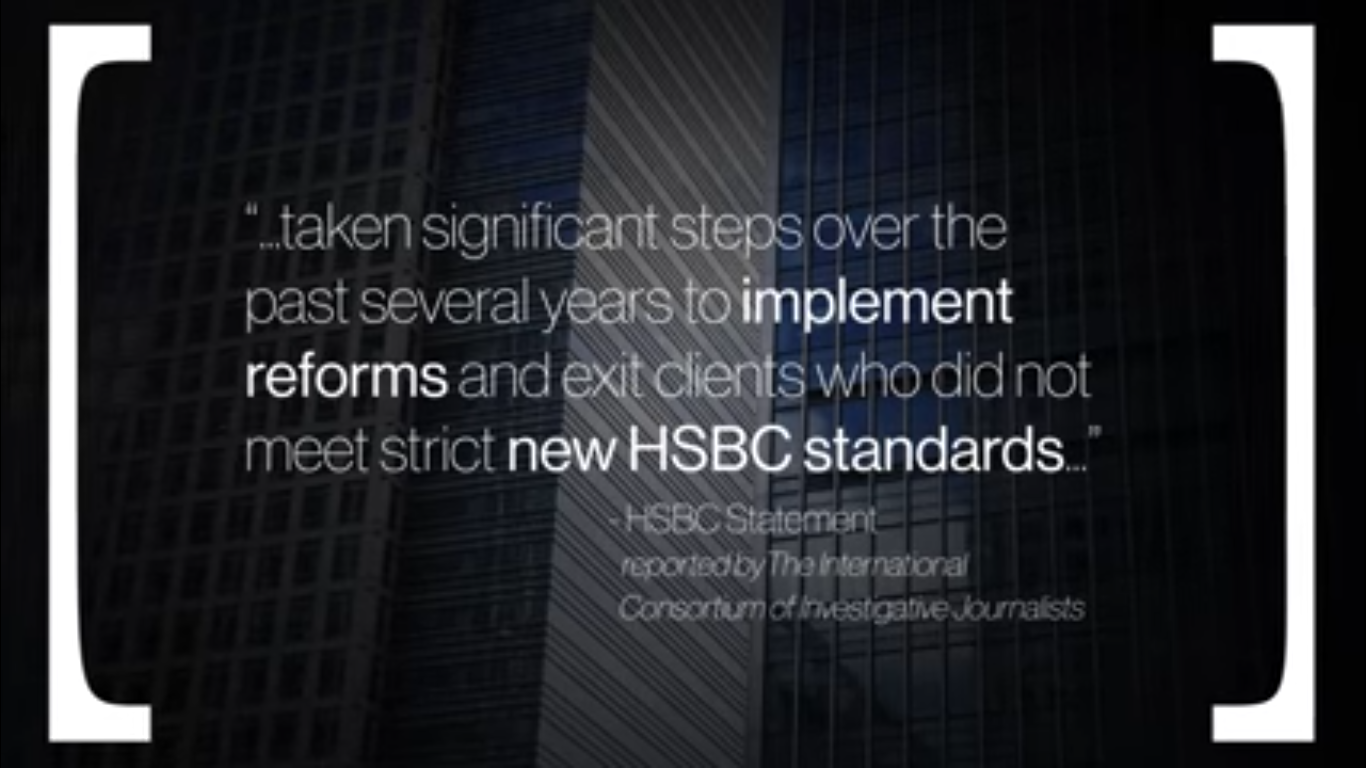 “...taken significant steps over the
past several years to implement
reforms and exit clients who did not
meet strict new HSBC standards...”
- HSBC Statement
reported by The International
Consortium of Investigative Journalists